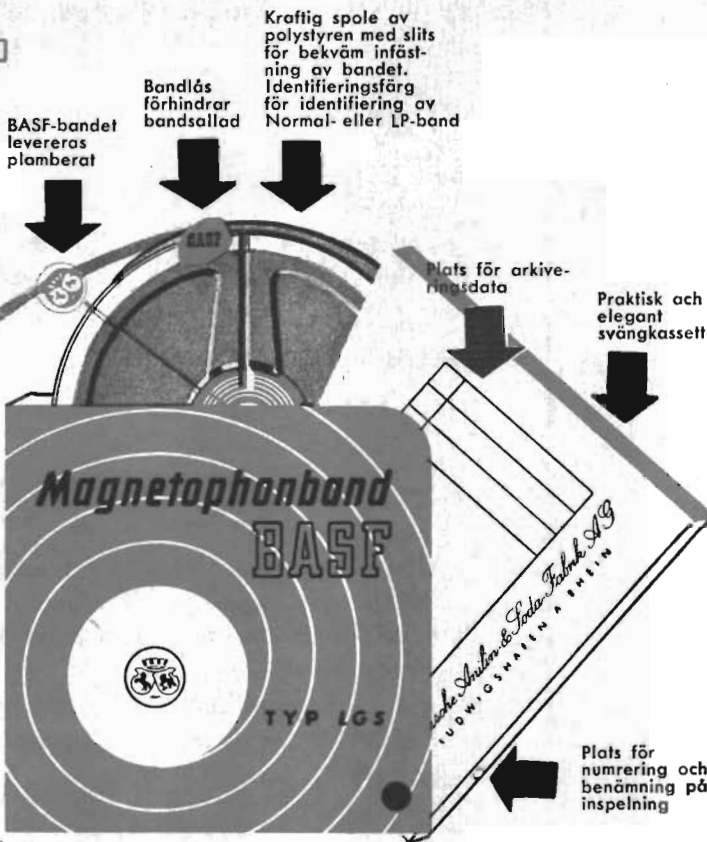 Kraftig spole av
polystyren med slits
för bekväm infäst-
ning av bandet.
Identifieringsfärg
för identifiering av
Normal- eller LP-band
Bandlås
förhindrar
bandsallad
BASF-bandet
levereras
plomberat
BASF
Plats för arkive-
ringsdata
Praktisk och
elegant
svängkassett
Magnetophonband
BASF
TYP LGS
ische Anilin- & Soda-Fabrik AG
LUDWIGSHAFEN A. RHEIN
Plats för
numrering och
benämning på
inspelning